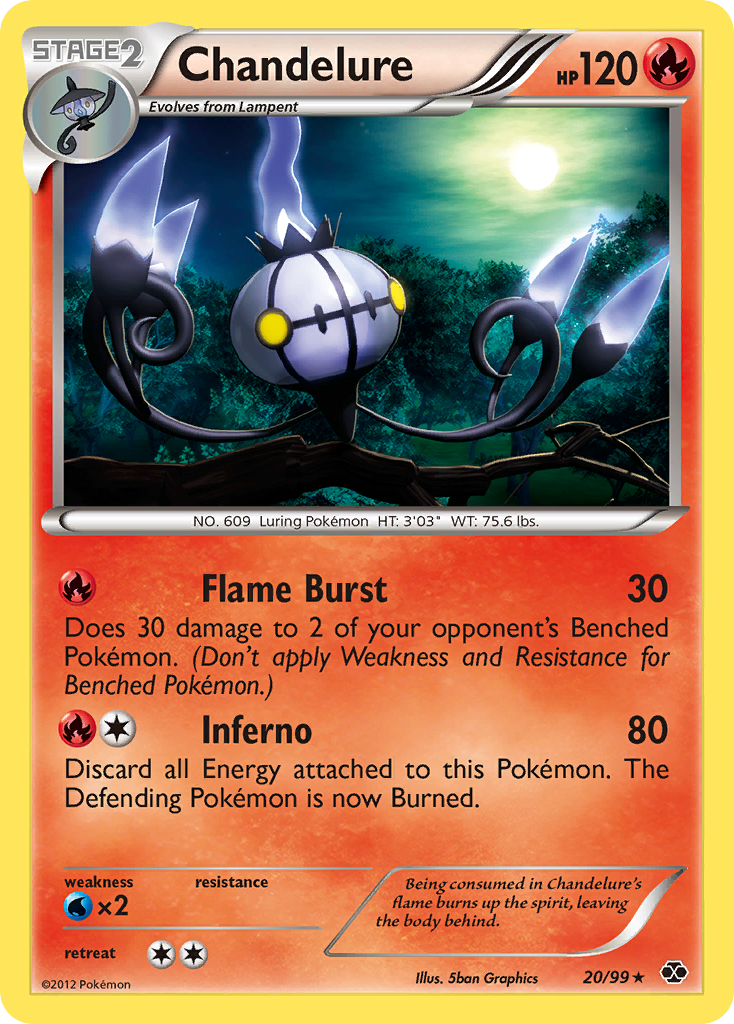 STAGE2
Chandelure
HP120
Evolves from Lampent
NO. 609 Luring Pokémon HT: 3'03" WT: 75.6 lbs.
Flame Burst 30
Does 30 damage to 2 of your opponent's Benched
Pokémon. (Don't apply Weakness and Resistance for
Benched Pokémon.)
Inferno 80
Discard all Energy attached to this Pokémon. The
Defending Pokémon is now Burned.
weakness resistance
×2
retreat
Being consumed in Chandelure's
flame burns up the spirit, leaving
the body behind.
©2012 Pokémon
Illus. 5ban Graphics
20/99★